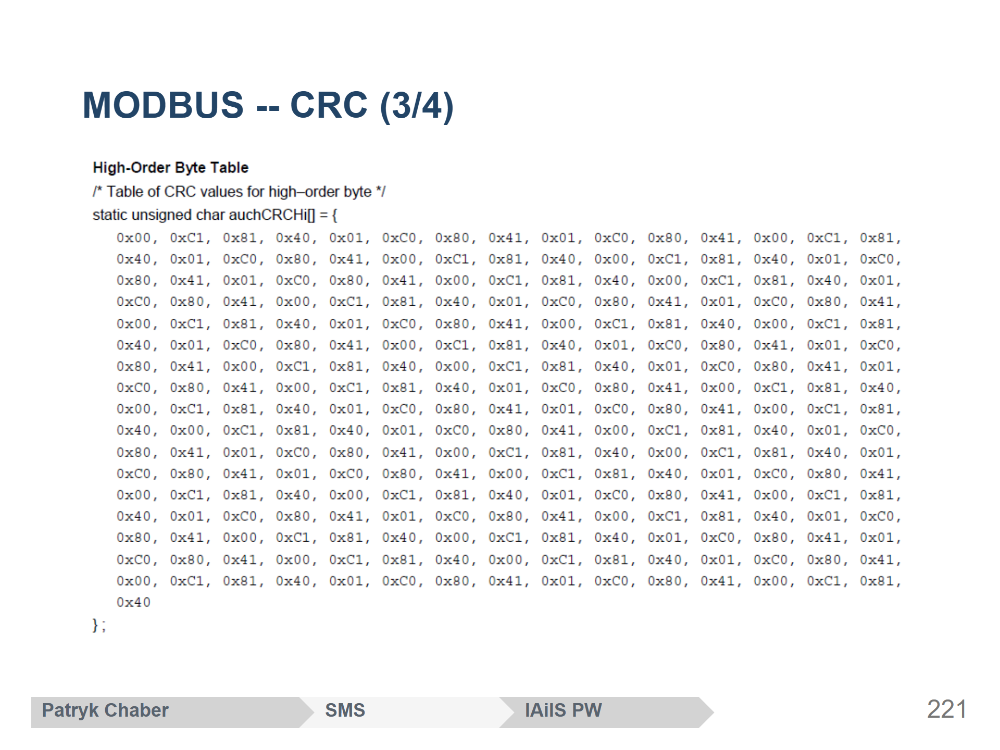 MODBUS -- CRC (3/4)
High-Order Byte Table
/* Table of CRC values for high–order byte */
static unsigned char auchCRCHi[] = {
0x00, 0xC1, 0x81, 0x40, 0x01, 0xC0, 0x80, 0x41, 0x01, 0xC0, 0x80, 0x41, 0x00, 0xC1, 0x81,
0x40, 0x01, 0xC0, 0x80, 0x41, 0x00, 0xC1, 0x81, 0x40, 0x00, 0xC1, 0x81, 0x40, 0x01, 0xC0,
0x80, 0x41, 0x01, 0xC0, 0x80, 0x41, 0x00, 0xC1, 0x81, 0x40, 0x00, 0xC1, 0x81, 0x40, 0x01,
0xC0, 0x80, 0x41, 0x00, 0xC1, 0x81, 0x40, 0x01, 0xC0, 0x80, 0x41, 0x01, 0xC0, 0x80, 0x41,
0x00, 0xC1, 0x81, 0x40, 0x01, 0xC0, 0x80, 0x41, 0x00, 0xC1, 0x81, 0x40, 0x00, 0xC1, 0x81,
0x40, 0x01, 0xC0, 0x80, 0x41, 0x00, 0xC1, 0x81, 0x40, 0x01, 0xC0, 0x80, 0x41, 0x01, 0xC0,
0x80, 0x41, 0x00, 0xC1, 0x81, 0x40, 0x00, 0xC1, 0x81, 0x40, 0x01, 0xC0, 0x80, 0x41, 0x01,
0xC0, 0x80, 0x41, 0x00, 0xC1, 0x81, 0x40, 0x01, 0xC0, 0x80, 0x41, 0x00, 0xC1, 0x81, 0x40,
0x00, 0xC1, 0x81, 0x40, 0x01, 0xC0, 0x80, 0x41, 0x01, 0xC0, 0x80, 0x41, 0x00, 0xC1, 0x81,
0x40, 0x00, 0xC1, 0x81, 0x40, 0x01, 0xC0, 0x80, 0x41, 0x00, 0xC1, 0x81, 0x40, 0x01, 0xC0,
0x80, 0x41, 0x01, 0xC0, 0x80, 0x41, 0x00, 0xC1, 0x81, 0x40, 0x00, 0xC1, 0x81, 0x40, 0x01,
0xC0, 0x80, 0x41, 0x01, 0xC0, 0x80, 0x41, 0x00, 0xC1, 0x81, 0x40, 0x01, 0xC0, 0x80, 0x41,
0x00, 0xC1, 0x81, 0x40, 0x00, 0xC1, 0x81, 0x40, 0x01, 0xC0, 0x80, 0x41, 0x00, 0xC1, 0x81,
0x40, 0x01, 0xC0, 0x80, 0x41, 0x01, 0xC0, 0x80, 0x41, 0x00, 0xC1, 0x81, 0x40, 0x01, 0xC0,
0x80, 0x41, 0x00, 0xC1, 0x81, 0x40, 0x00, 0xC1, 0x81, 0x40, 0x01, 0xC0, 0x80, 0x41, 0x01,
0xC0, 0x80, 0x41, 0x00, 0xC1, 0x81, 0x40, 0x00, 0xC1, 0x81, 0x40, 0x01, 0xC0, 0x80, 0x41,
0x00, 0xC1, 0x81, 0x40, 0x01, 0xC0, 0x80, 0x41, 0x01, 0xC0, 0x80, 0x41, 0x00, 0xC1, 0x81,
0x40
} ;
Patryk Chaber SMS IAiIS PW 221